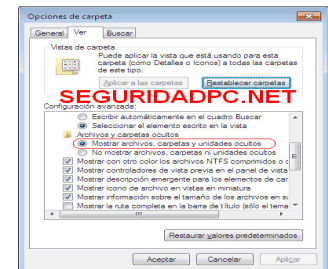 Opciones de carpeta
General Ver Buscar
Vistas de carpeta
Puede aplicar la vista que está usando para esta
carpeta (como Detalles o Iconos) a todas las carpetas
de este tipo.
Aplicar a las carpetas Restablecer carpetas
SEGURIDADPC.NET
Configuración avanzada:
Escribir automáticamente en el cuadro Buscar
Seleccionar el elemento escrito en la vista
Archivos y carpetas ocultos
Mostrar archivos, carpetas y unidades ocultos
No mostrar archivos, carpetas ni unidades ocultos
Mostrar con otro color los archivos NTFS comprimidos o c
Mostrar controladores de vista previa en el panel de vista
Mostrar descripción emergente para los elementos de car
Mostrar icono de archivo en vistas en miniatura
Mostrar información sobre el tamaño de los archivos en su
Mostrar la ruta completa en la barra de título (sólo el tema
Restaurar valores predeterminados
Aceptar Cancelar Aplicar